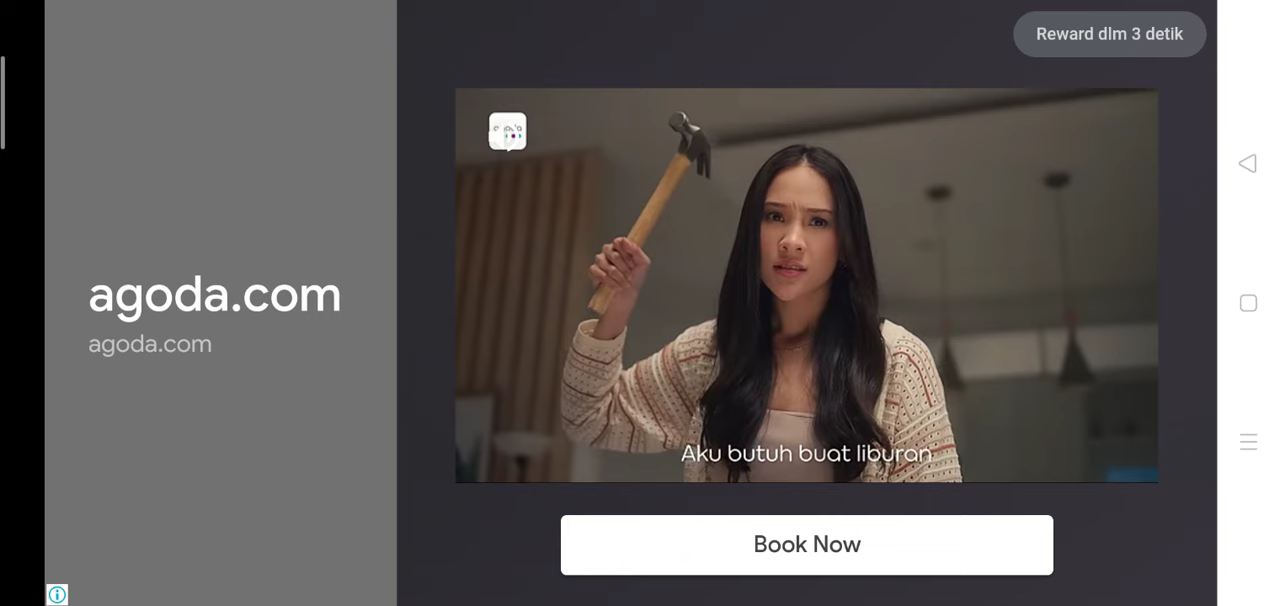 Reward dlm 3 detik
agoda.com
agoda.com
Aku butuh buat liburan
Book Now